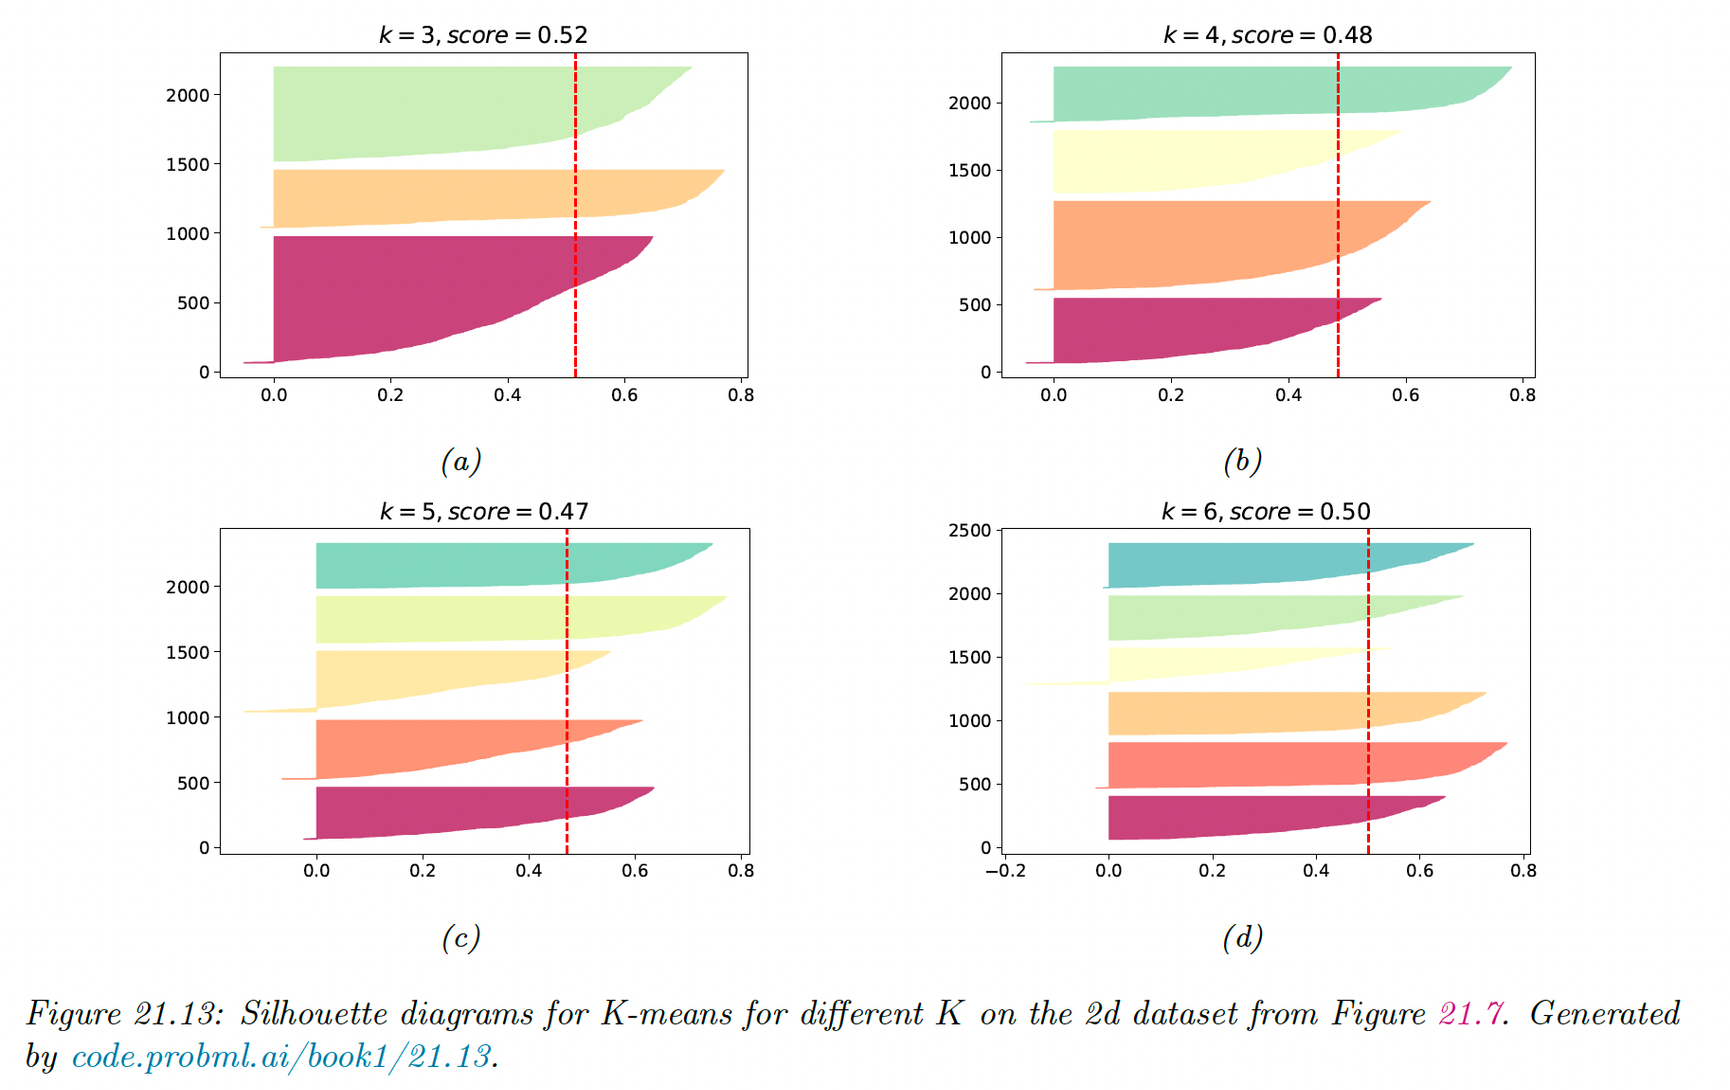 k = 3, score = 0.52
2000
1500
1000
500
0
0.0 0.2 0.4 0.6 0.8
(a)
k = 4, score = 0.48
2000
1500
1000
500
0
0.0 0.2 0.4 0.6 0.8
(b)
k = 5, score = 0.47
2000
1500
1000
500
0
0.0 0.2 0.4 0.6 0.8
(c)
k = 6, score = 0.50
2500
2000
1500
1000
500
0
−0.2 0.0 0.2 0.4 0.6 0.8
(d)
Figure 21.13: Silhouette diagrams for K-means for different K on the 2d dataset from Figure 21.7. Generated
by code.probml.ai/book1/21.13.